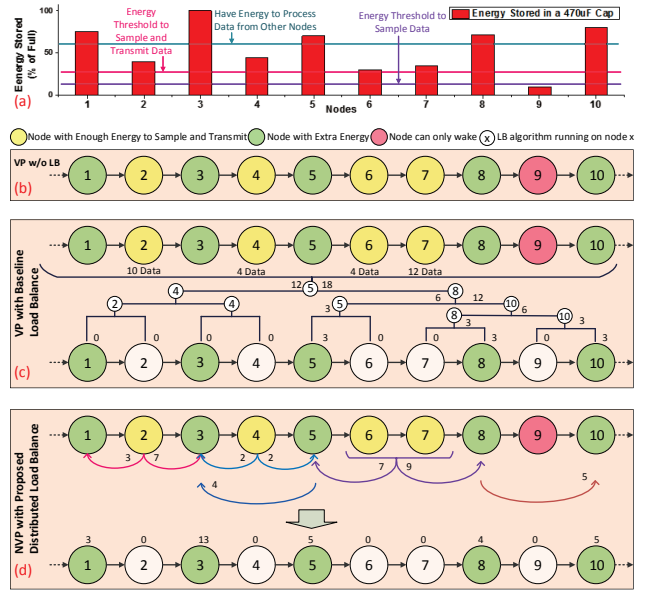 Energy
Threshold to
Sample and
Transmit Data
Have Energy to Process
Data from Other Nodes
Energy Threshold to
Sample Data
Energy Stored in a 470uF Cap
Eenergy Stored
(% of Full)
100
50
0
1 2 3 4 5 6 7 8 9 10
Nodes
(a)
Node with Enough Energy to Sample and Transmit
Node with Extra Energy
Node can only wake
x LB algorithm running on node x
VP w/o LB
(b)
1 2 3 4 5 6 7 8 9 10
VP with Baseline
Load Balance
(c)
1 2 3 4 5 6 7 8 9 10
10 Data 4 Data 4 Data 12 Data
12 5 18
4 8
6 12
2 4 5 10
3 8 6 10
3 3
0 0 0 0 3 0 0 3 0 3
1 2 3 4 5 6 7 8 9 10
NVP with Proposed
Distributed Load Balance
(d)
1 2 3 4 5 6 7 8 9 10
3 7 2 2 7 9
4 5
3 0 13 0 5 0 0 4 0 5
1 2 3 4 5 6 7 8 9 10